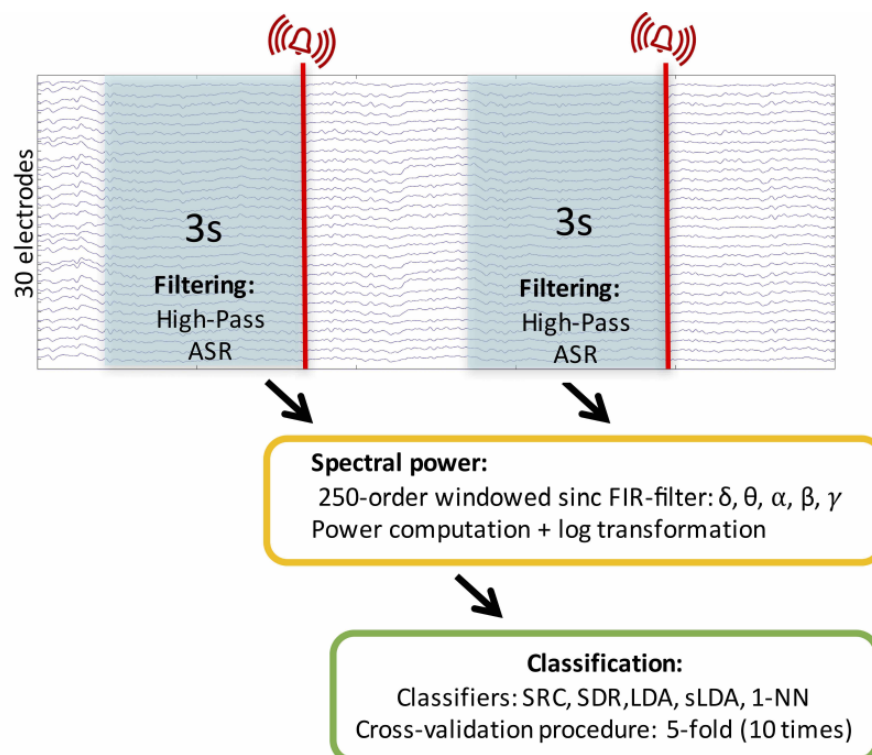 30 electrodes
3s
Filtering:
High-Pass
ASR
3s
Filtering:
High-Pass
ASR
Spectral power:
250-order windowed sinc FIR-filter: δ, θ, α, β, γ
Power computation + log transformation
Classification:
Classifiers: SRC, SDR,LDA, sLDA, 1-NN
Cross-validation procedure: 5-fold (10 times)